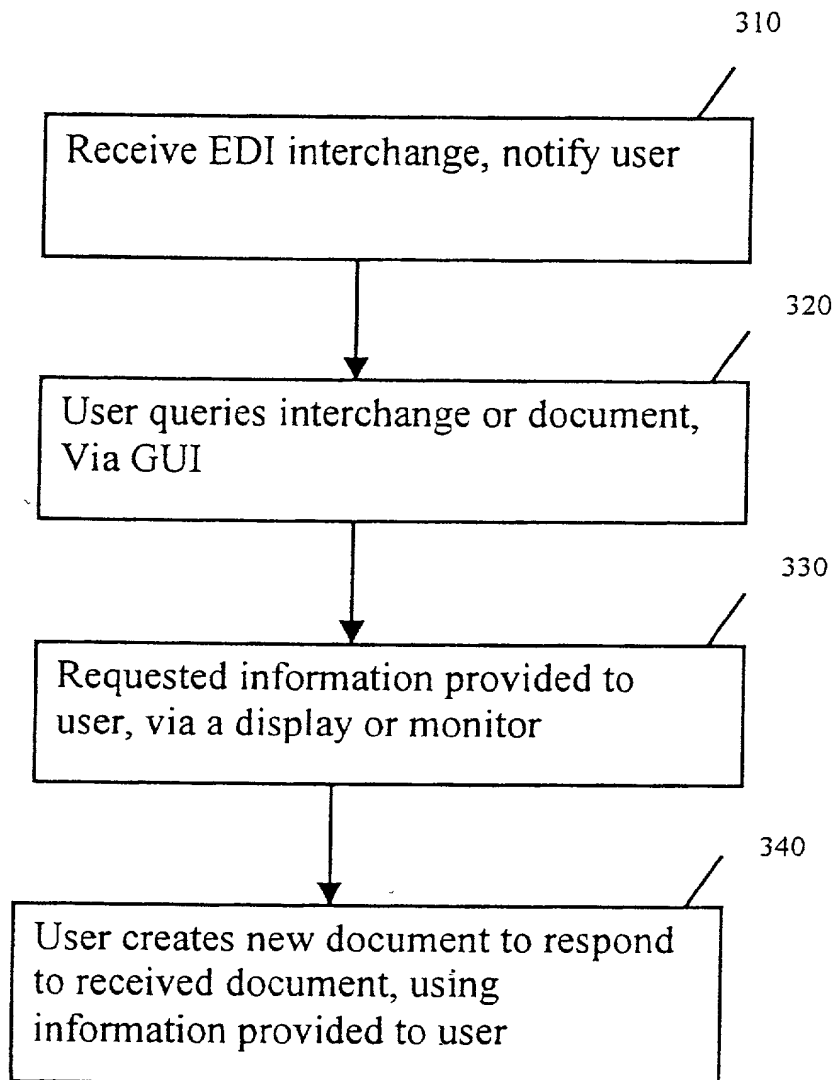 310
Receive EDI interchange, notify user
320
User queries interchange or document,
Via GUI
330
Requested information provided to
user, via a display or monitor
340
User creates new document to respond
to received document, using
information provided to user